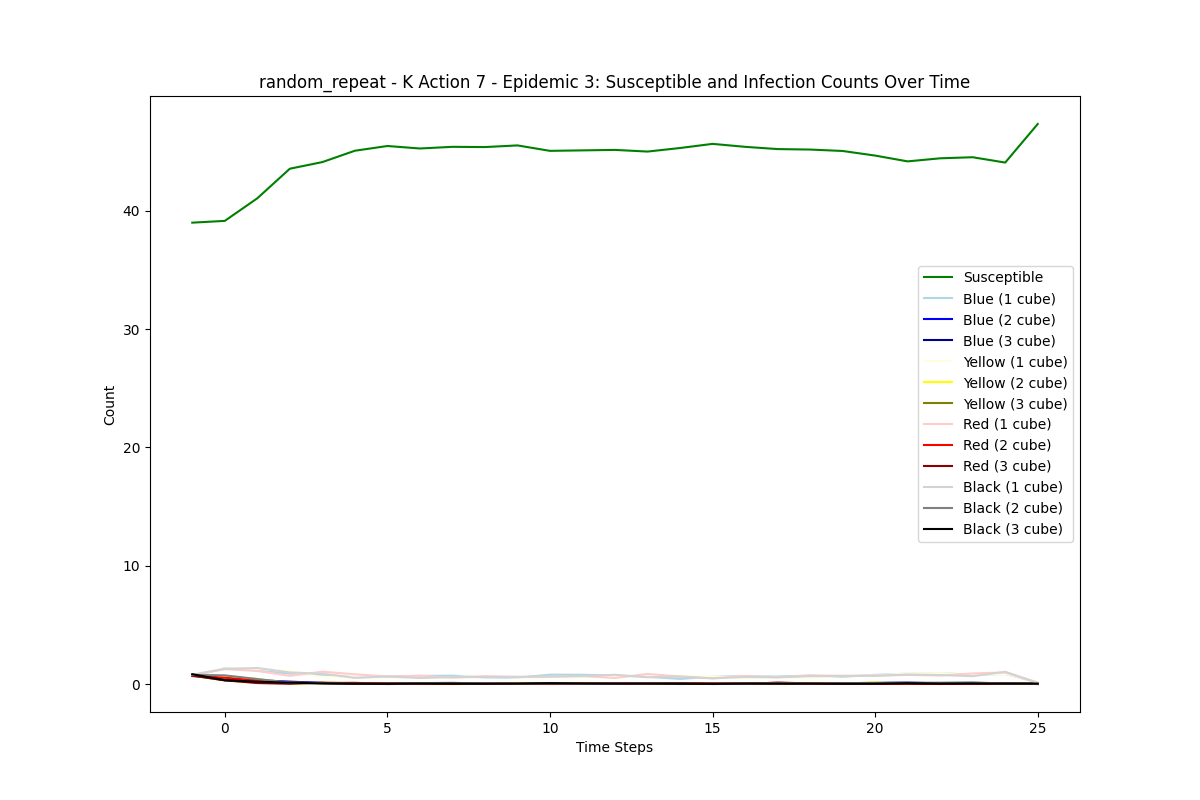 random_repeat - K Action 7 - Epidemic 3: Susceptible and Infection Counts Over Time
Count
40
30
20
10
0
Susceptible
Blue (1 cube)
Blue (2 cube)
Blue (3 cube)
Yellow (1 cube)
Yellow (2 cube)
Yellow (3 cube)
Red (1 cube)
Red (2 cube)
Red (3 cube)
Black (1 cube)
Black (2 cube)
Black (3 cube)
0 5 10 15 20 25
Time Steps